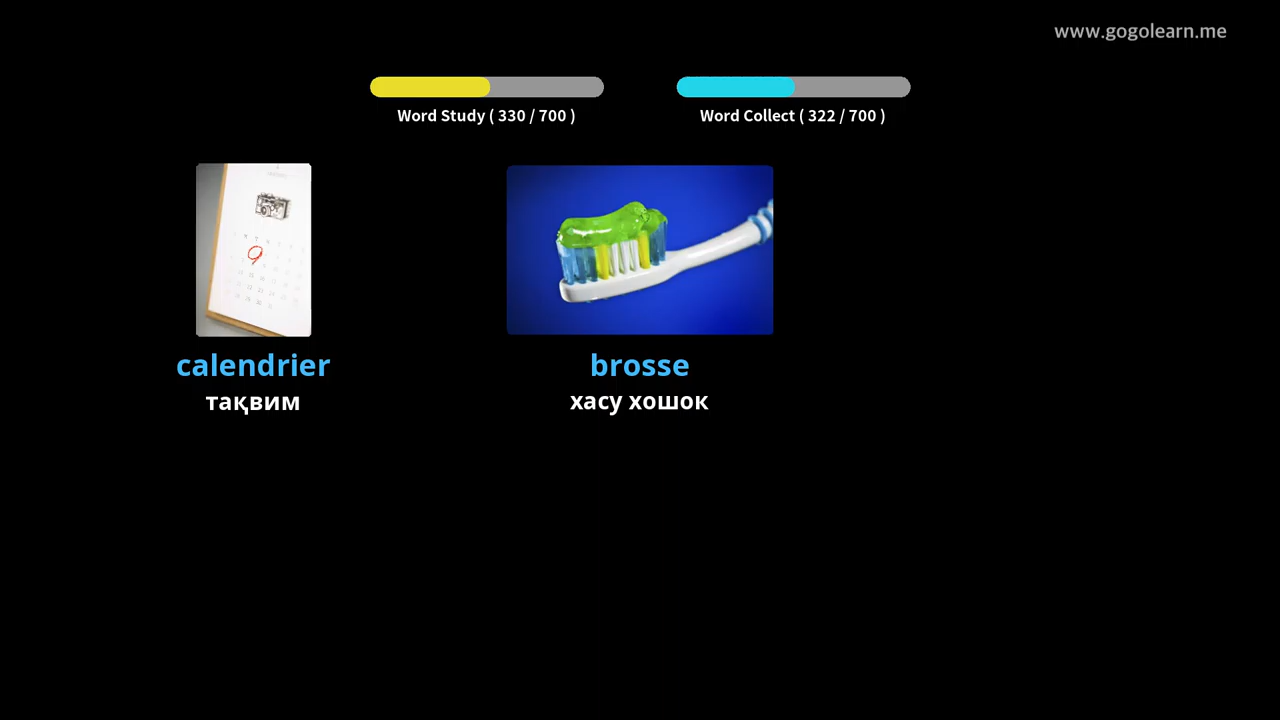 www.gogolearn.me
Word Study ( 330 / 700 )
Word Collect ( 322 / 700 )
calendrier
тақвим
brosse
хасу хошок